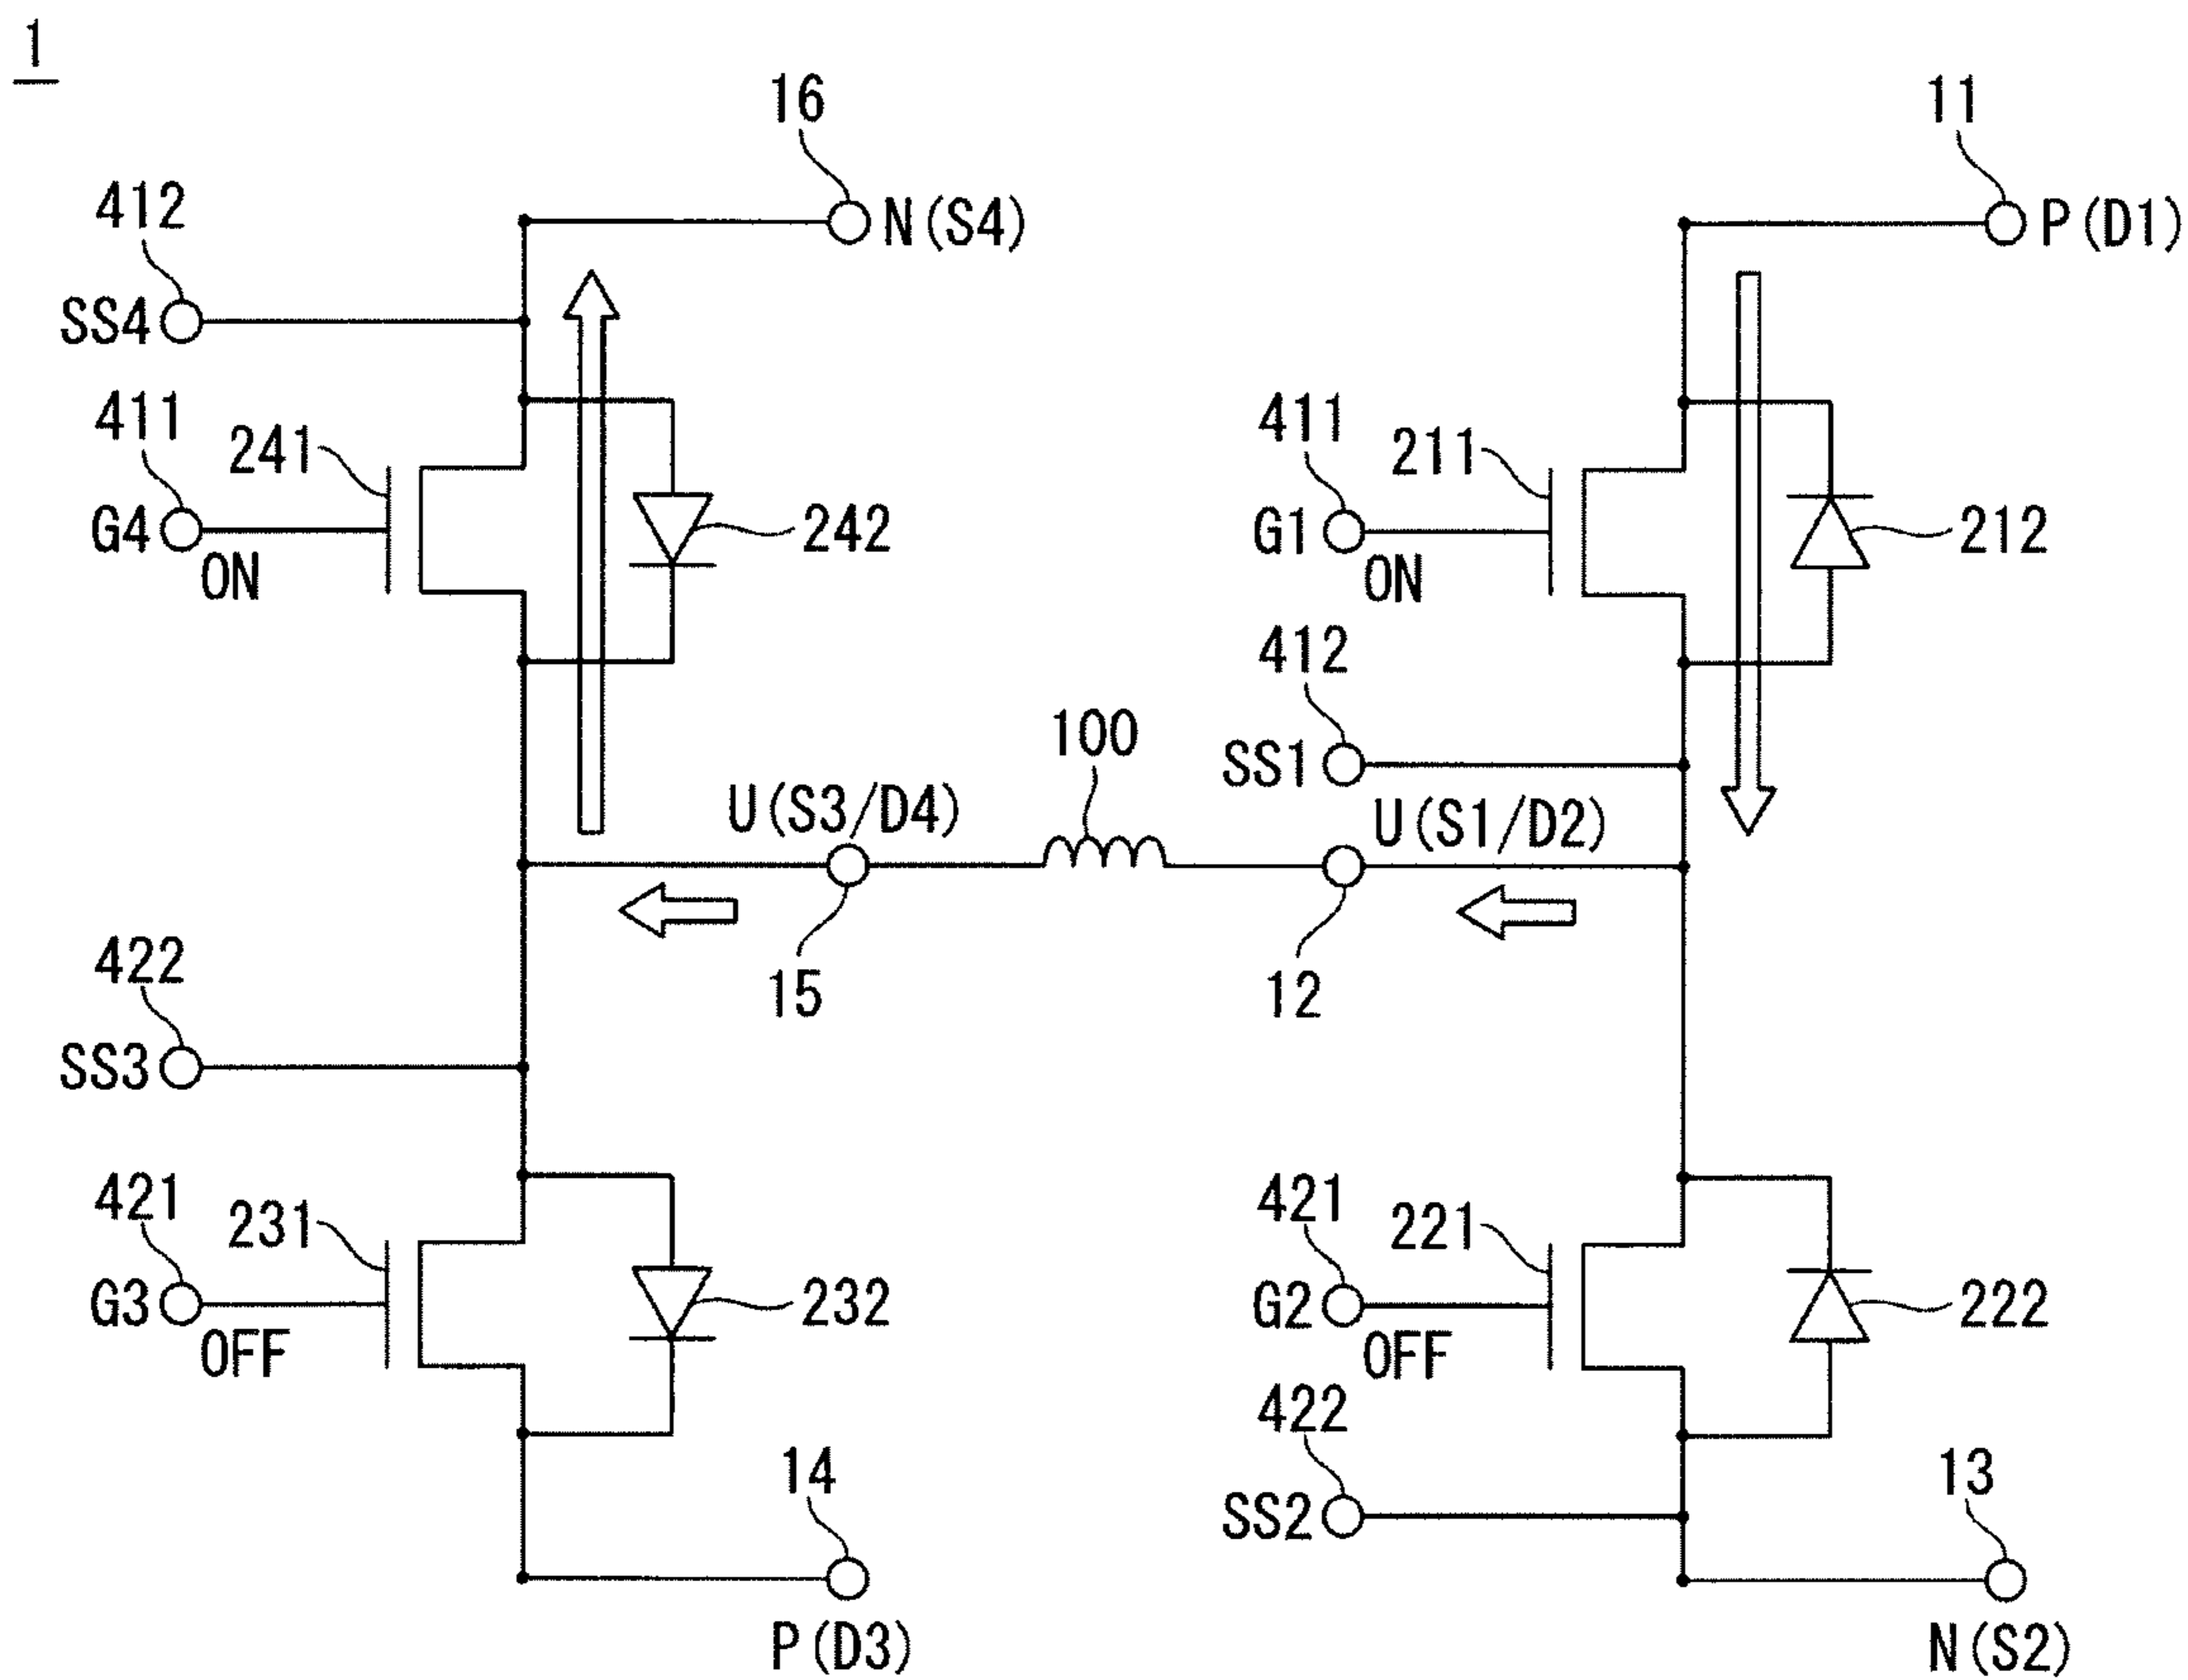 1
16
11
412
N(S4)
P(D1)
SS4
411
241
411
211
G4
242
G1
212
ON
ON
412
100
SS1
U(S3/D4)
U(S1/D2)
422
15
12
SS3
421
231
421
221
G3
232
G2
222
OFF
OFF
422
14
13
SS2
P(D3)
N(S2)